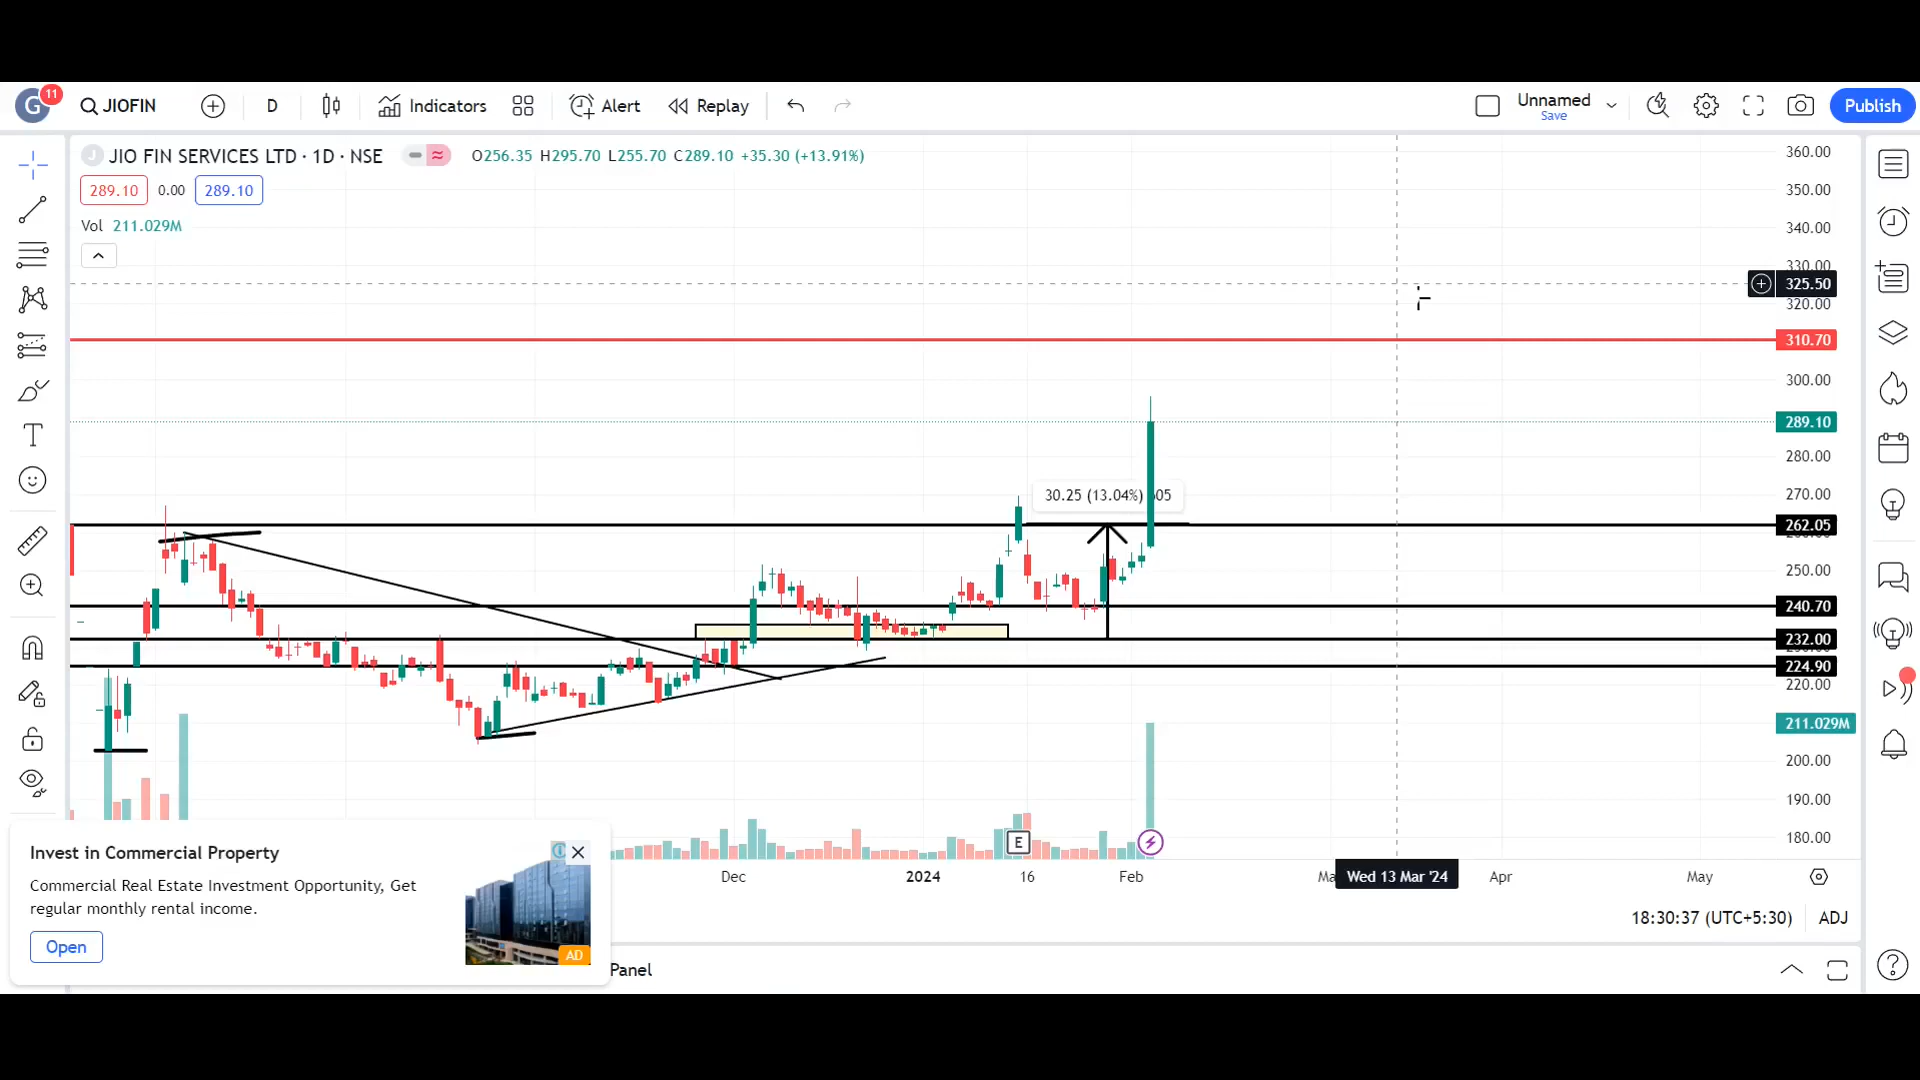 G 11 JIOFIN D Indicators Alert Replay Unnamed Save Publish
J JIO FIN SERVICES LTD · 1D · NSE O256.35 H295.70 L255.70 C289.10 +35.30 (+13.91%)
289.10 0.00 289.10
Vol 211.029M
360.00
350.00
340.00
330.00
325.50
320.00
310.70
300.00
289.10
280.00
270.00
30.25 (13.04%)
262.05
250.00
240.70
232.00
224.90
220.00
211.029M
200.00
190.00
180.00
E
Dec 2024 16 Feb Wed 13 Mar '24 Apr May
18:30:37 (UTC+5:30) ADJ
Invest in Commercial Property
Commercial Real Estate Investment Opportunity, Get
regular monthly rental income.
Open
AD
Panel